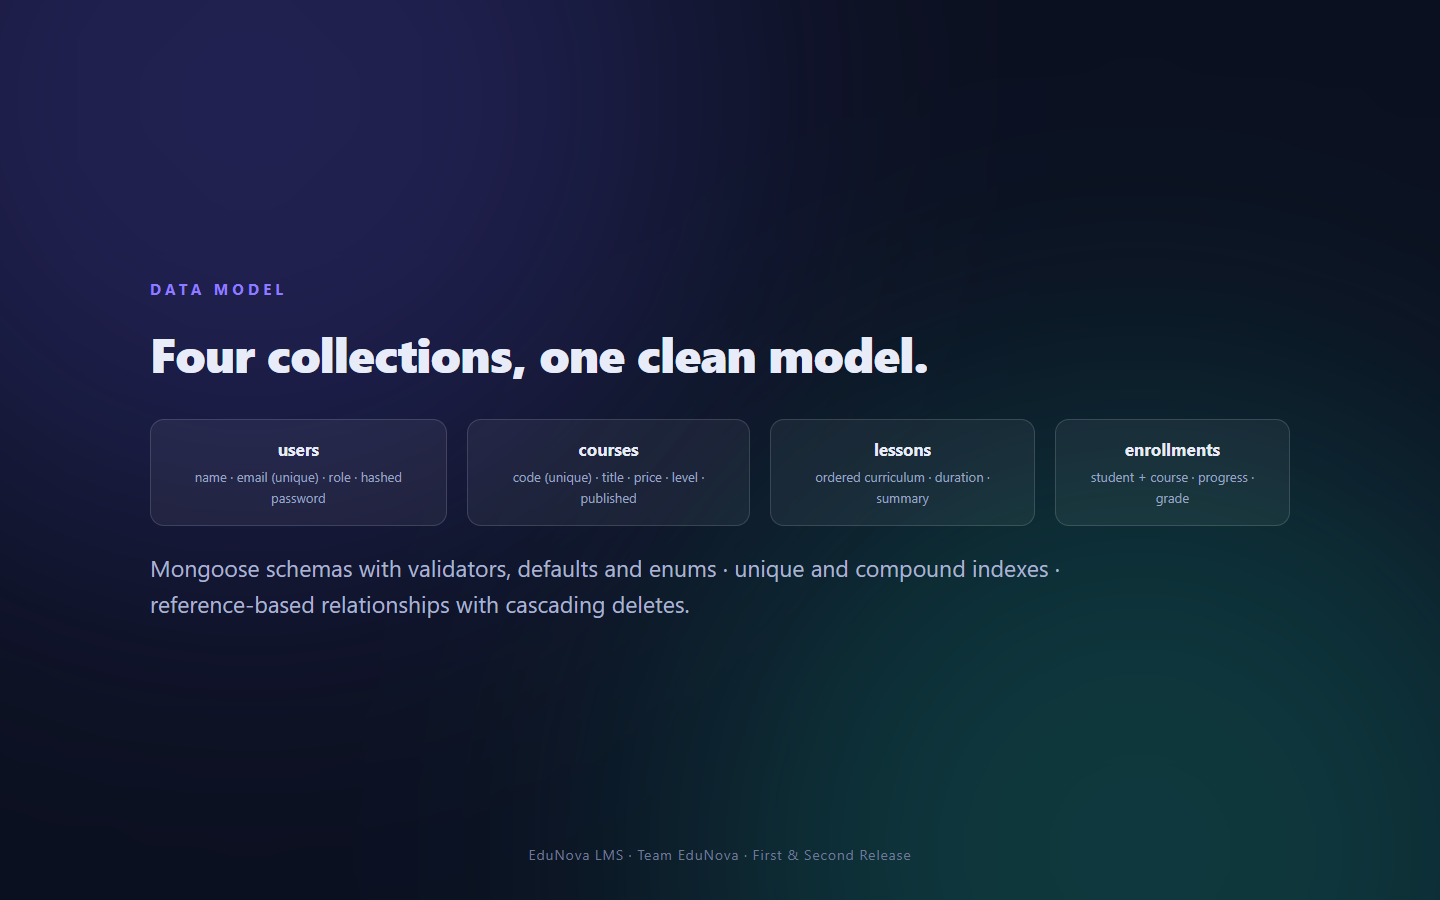 DATA MODEL
Four collections, one clean model.
users
name · email (unique) · role · hashed
password
courses
code (unique) · title · price · level ·
published
lessons
ordered curriculum · duration ·
summary
enrollments
student + course · progress ·
grade
Mongoose schemas with validators, defaults and enums · unique and compound indexes ·
reference-based relationships with cascading deletes.
EduNova LMS · Team EduNova · First & Second Release